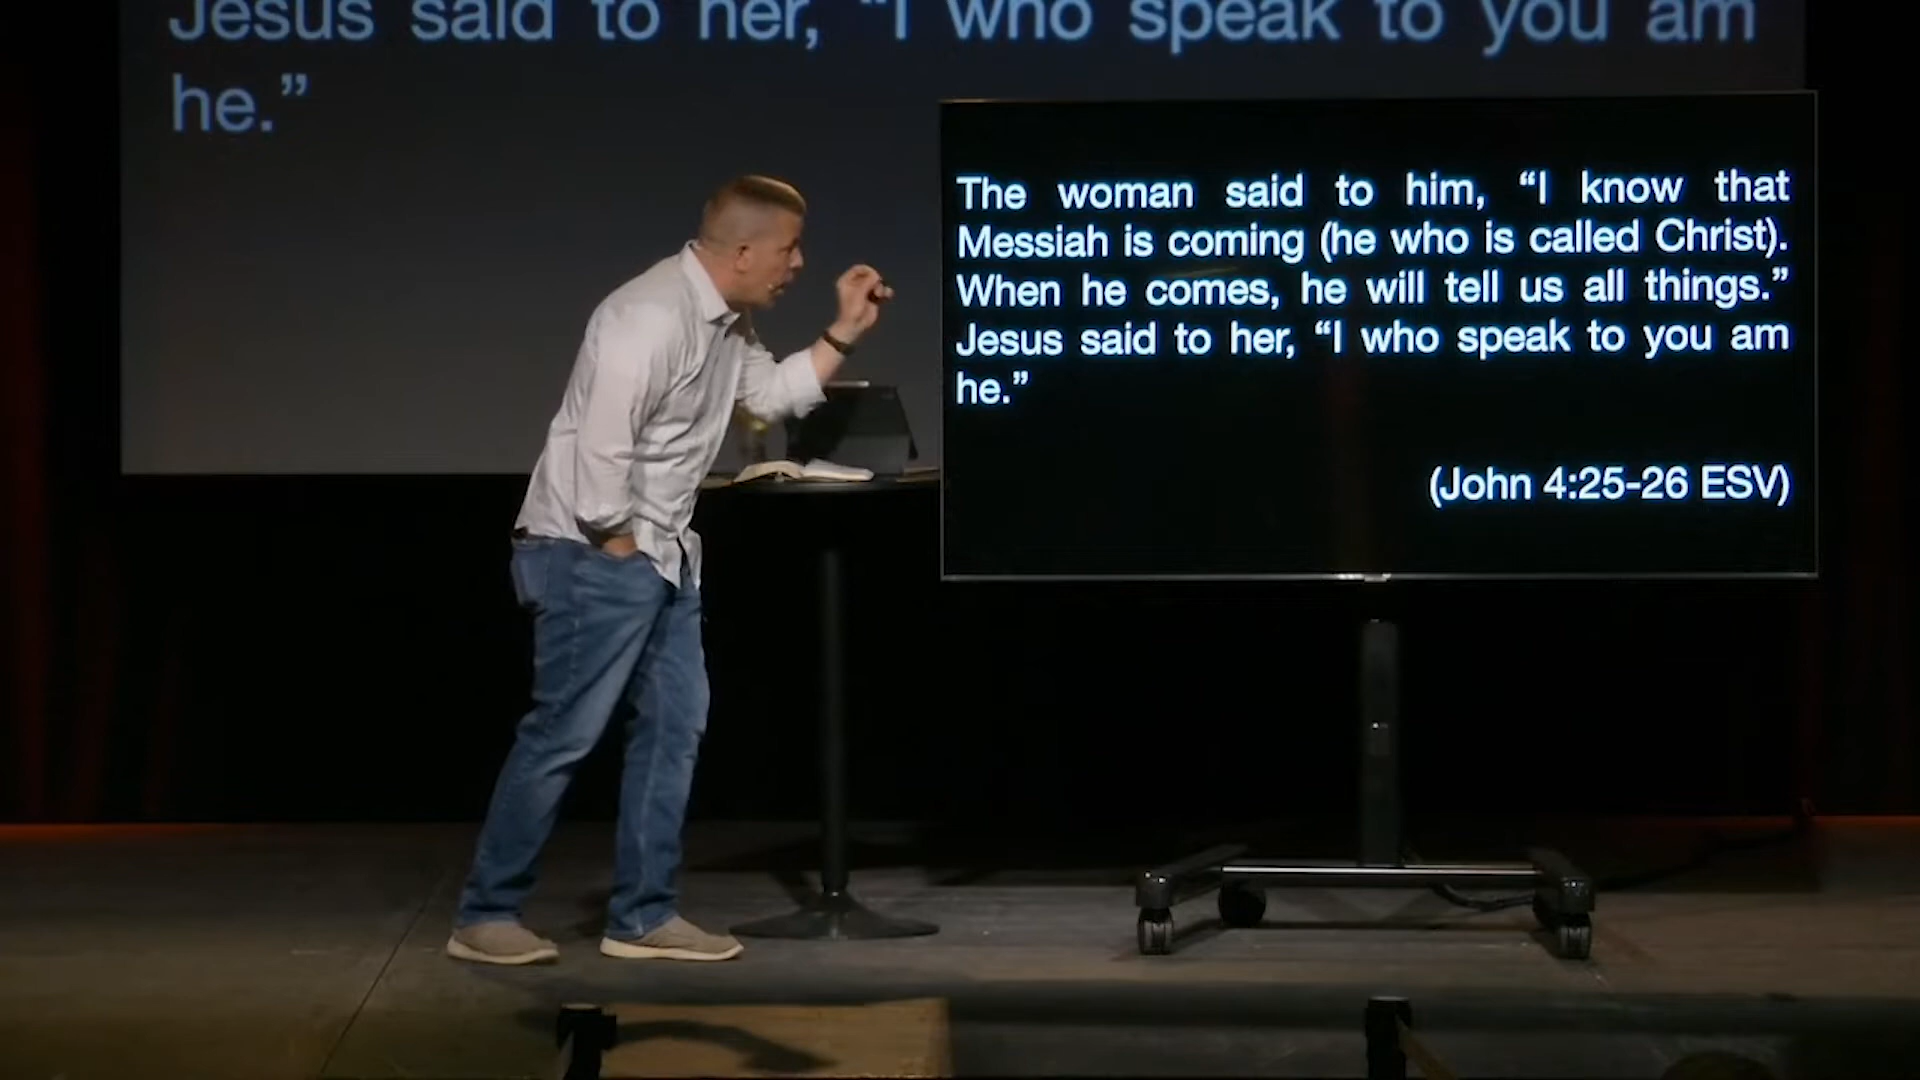 Jesus said to her, “I who speak to you am
he.”
The woman said to him, “I know that
Messiah is coming (he who is called Christ).
When he comes, he will tell us all things.”
Jesus said to her, “I who speak to you am
he.”
(John 4:25-26 ESV)